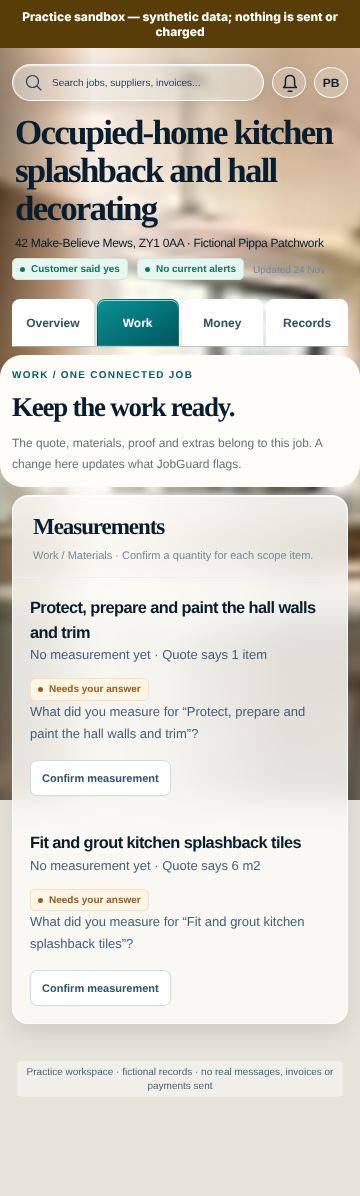 Practice sandbox — synthetic data; nothing is sent or
charged
Search jobs, suppliers, invoices...
PB
Occupied-home kitchen
splashback and hall
decorating
42 Make-Believe Mews, ZY1 0AA · Fictional Pippa Patchwork
Customer said yes
No current alerts
Updated 24 Nov
Overview
Work
Money
Records
WORK / ONE CONNECTED JOB
Keep the work ready.
The quote, materials, proof and extras belong to this job. A
change here updates what JobGuard flags.
Measurements
Work / Materials · Confirm a quantity for each scope item.
Protect, prepare and paint the hall walls
and trim
No measurement yet · Quote says 1 item
Needs your answer
What did you measure for “Protect, prepare and
paint the hall walls and trim”?
Confirm measurement
Fit and grout kitchen splashback tiles
No measurement yet · Quote says 6 m2
Needs your answer
What did you measure for “Fit and grout kitchen
splashback tiles”?
Confirm measurement
Practice workspace · fictional records · no real messages, invoices or
payments sent